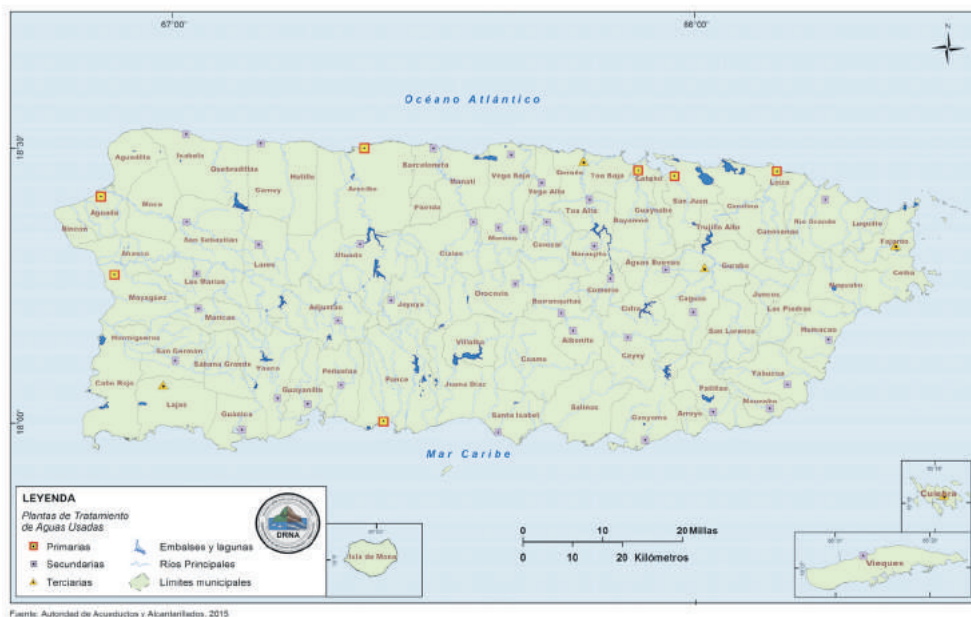 67°00'
66°00'
N
Océano Atlántico
18°30'
Aguadilla
Isabela
Quebradillas
Camuy
Hatillo
Arecibo
Barceloneta
Manatí
Vega Baja
Vega Alta
Dorado
Toa Baja
Cataño
San Juan
Carolina
Loíza
Río Grande
Luquillo
Fajardo
Ceiba
Aguada
Moca
Rincón
Florida
Toa Alta
Bayamón
Guaynabo
Trujillo Alto
Canóvanas
Añasco
San Sebastián
Lares
Utuado
Ciales
Morovis
Corozal
Naranjito
Aguas Buenas
Gurabo
Naguabo
Las Marías
Mayagüez
Maricao
Adjuntas
Jayuya
Orocovis
Barranquitas
Comerío
Cidra
Caguas
Juncos
Las Piedras
San Lorenzo
Humacao
Hormigueros
San Germán
Sabana Grande
Yauco
Peñuelas
Villalba
Coamo
Aibonito
Cayey
Yabucoa
Cabo Rojo
Lajas
Guánica
Guayanilla
Ponce
Juana Díaz
Santa Isabel
Salinas
Guayama
Arroyo
Patillas
Maunabo
18°00'
Mar Caribe
Culebra
Vieques
Isla de Mona
LEYENDA
Plantas de Tratamiento
de Aguas Usadas
Primarias
Secundarias
Terciarias
Embalses y lagunas
Ríos Principales
Límites municipales
DRNA
0 10 20 Millas
0 10 20 Kilómetros
Fuente: Autoridad de Acueductos y Alcantarillados, 2015